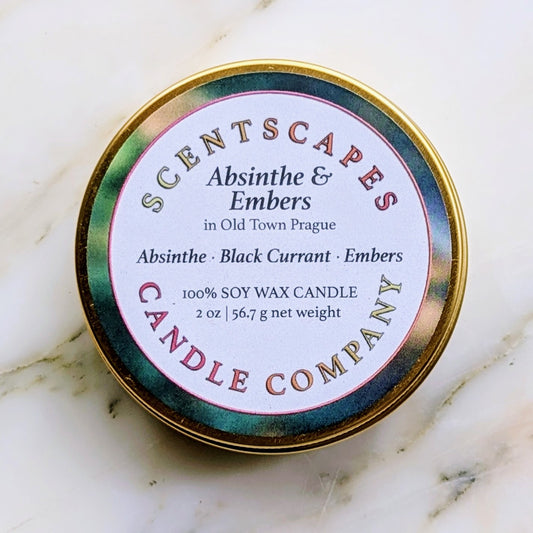 SCENTSCAPES
Absinthe &
Embers
in Old Town Prague
Absinthe · Black Currant · Embers
100% SOY WAX CANDLE
2 oz | 56.7 g net weight
CANDLE COMPANY